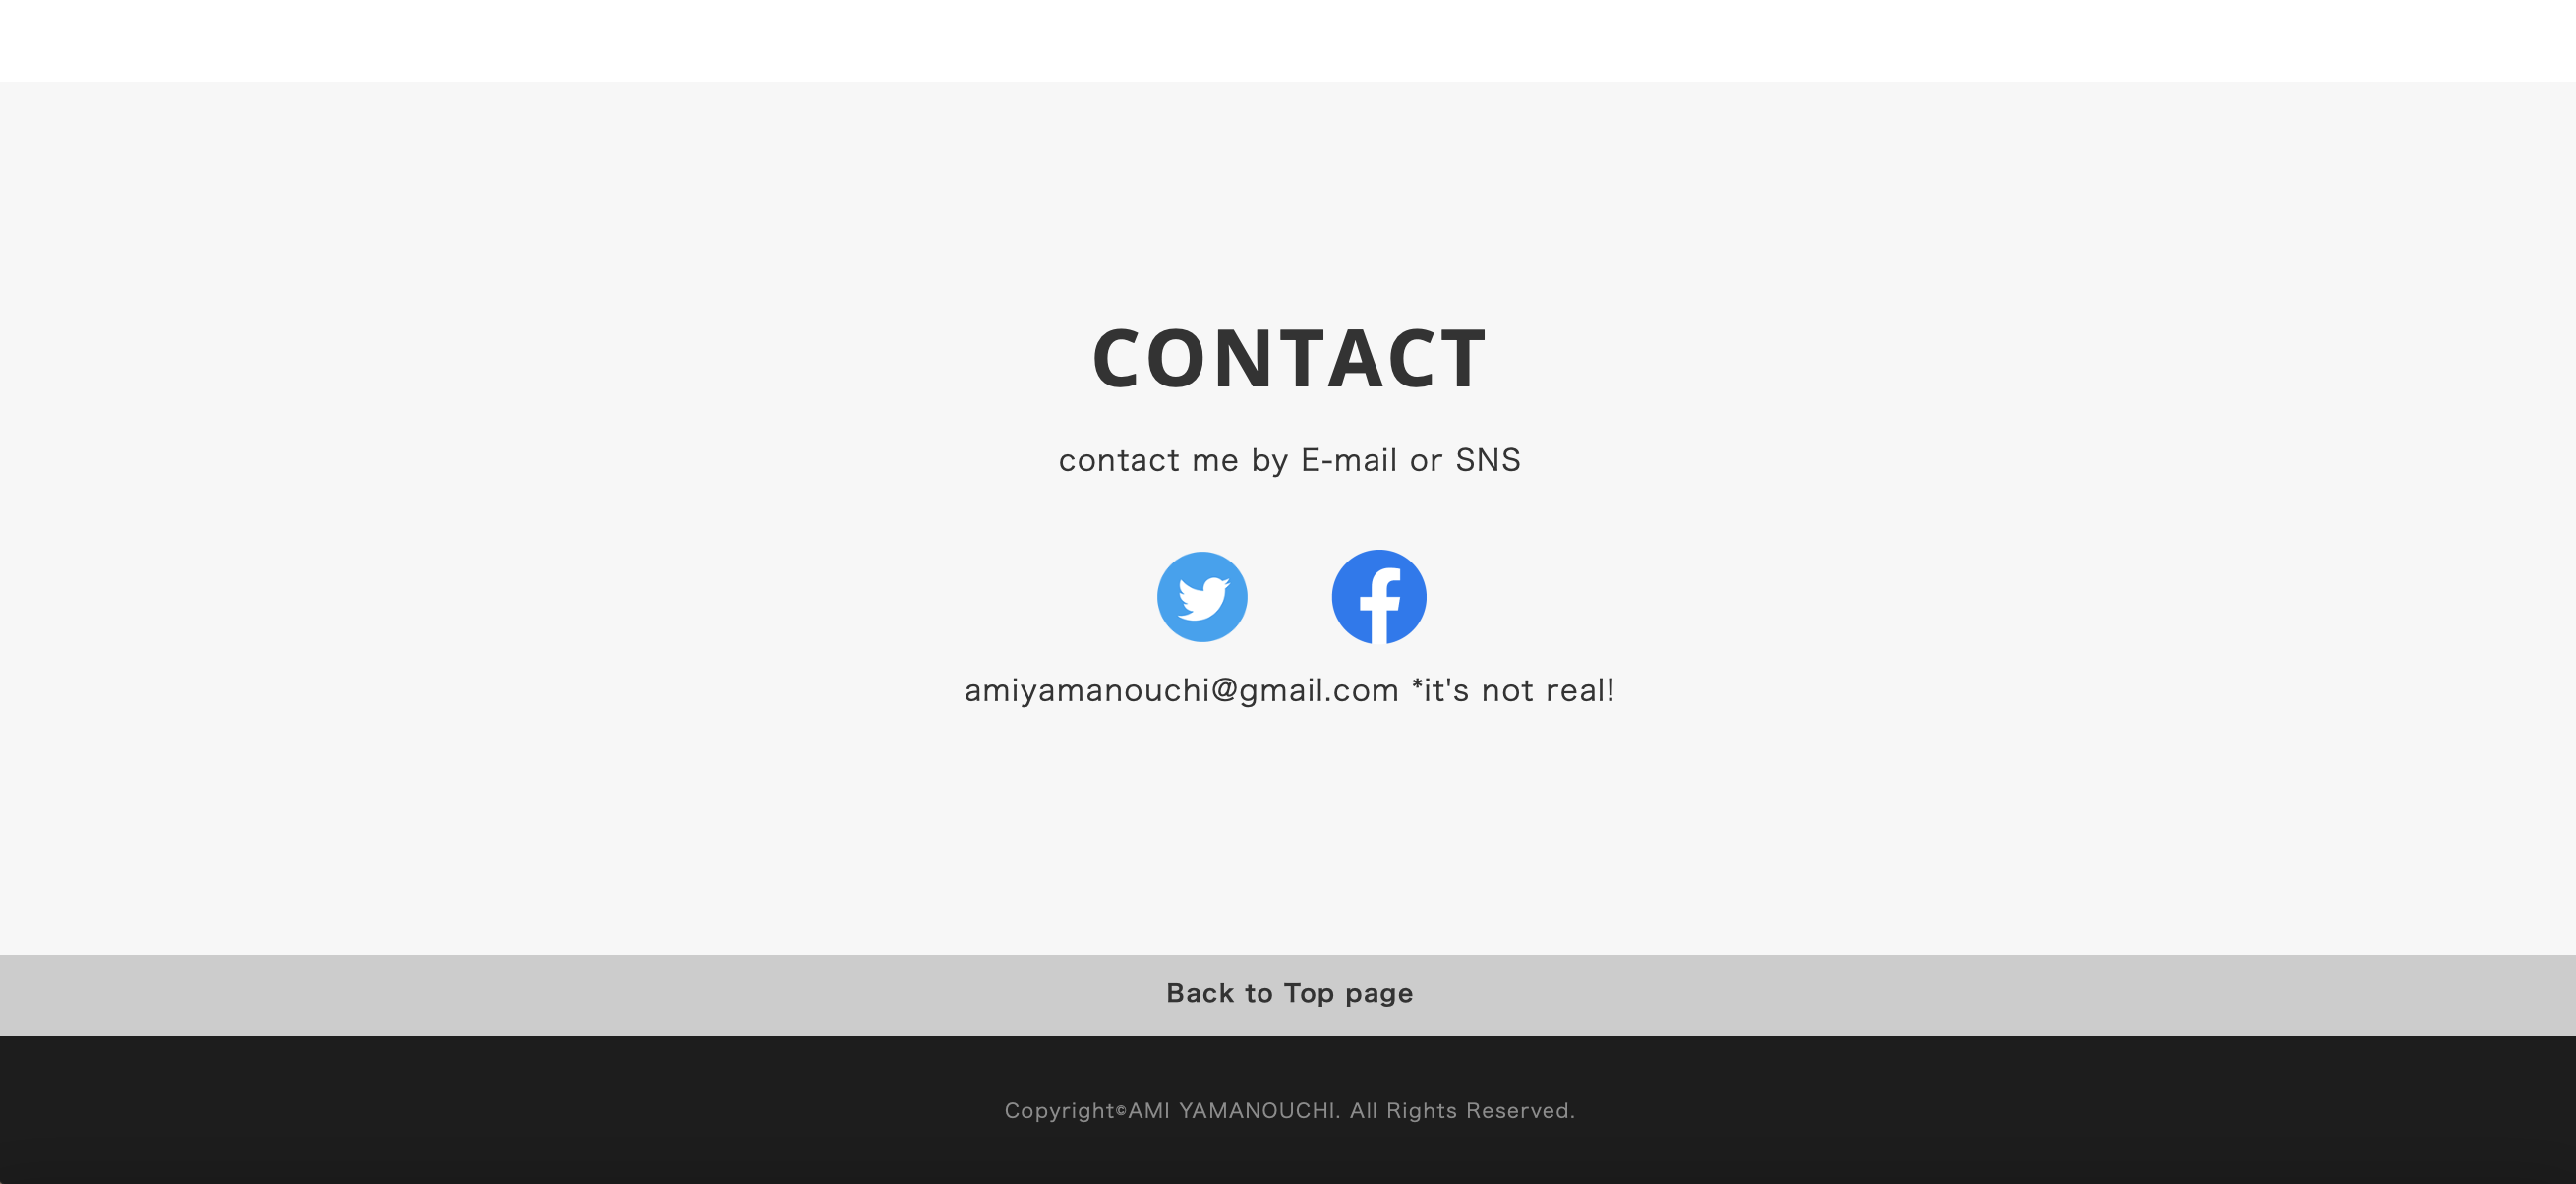 CONTACT
contact me by E-mail or SNS
amiyamanouchi@gmail.com *it's not real!
Back to Top page
Copyright©AMI YAMANOUCHI. All Rights Reserved.